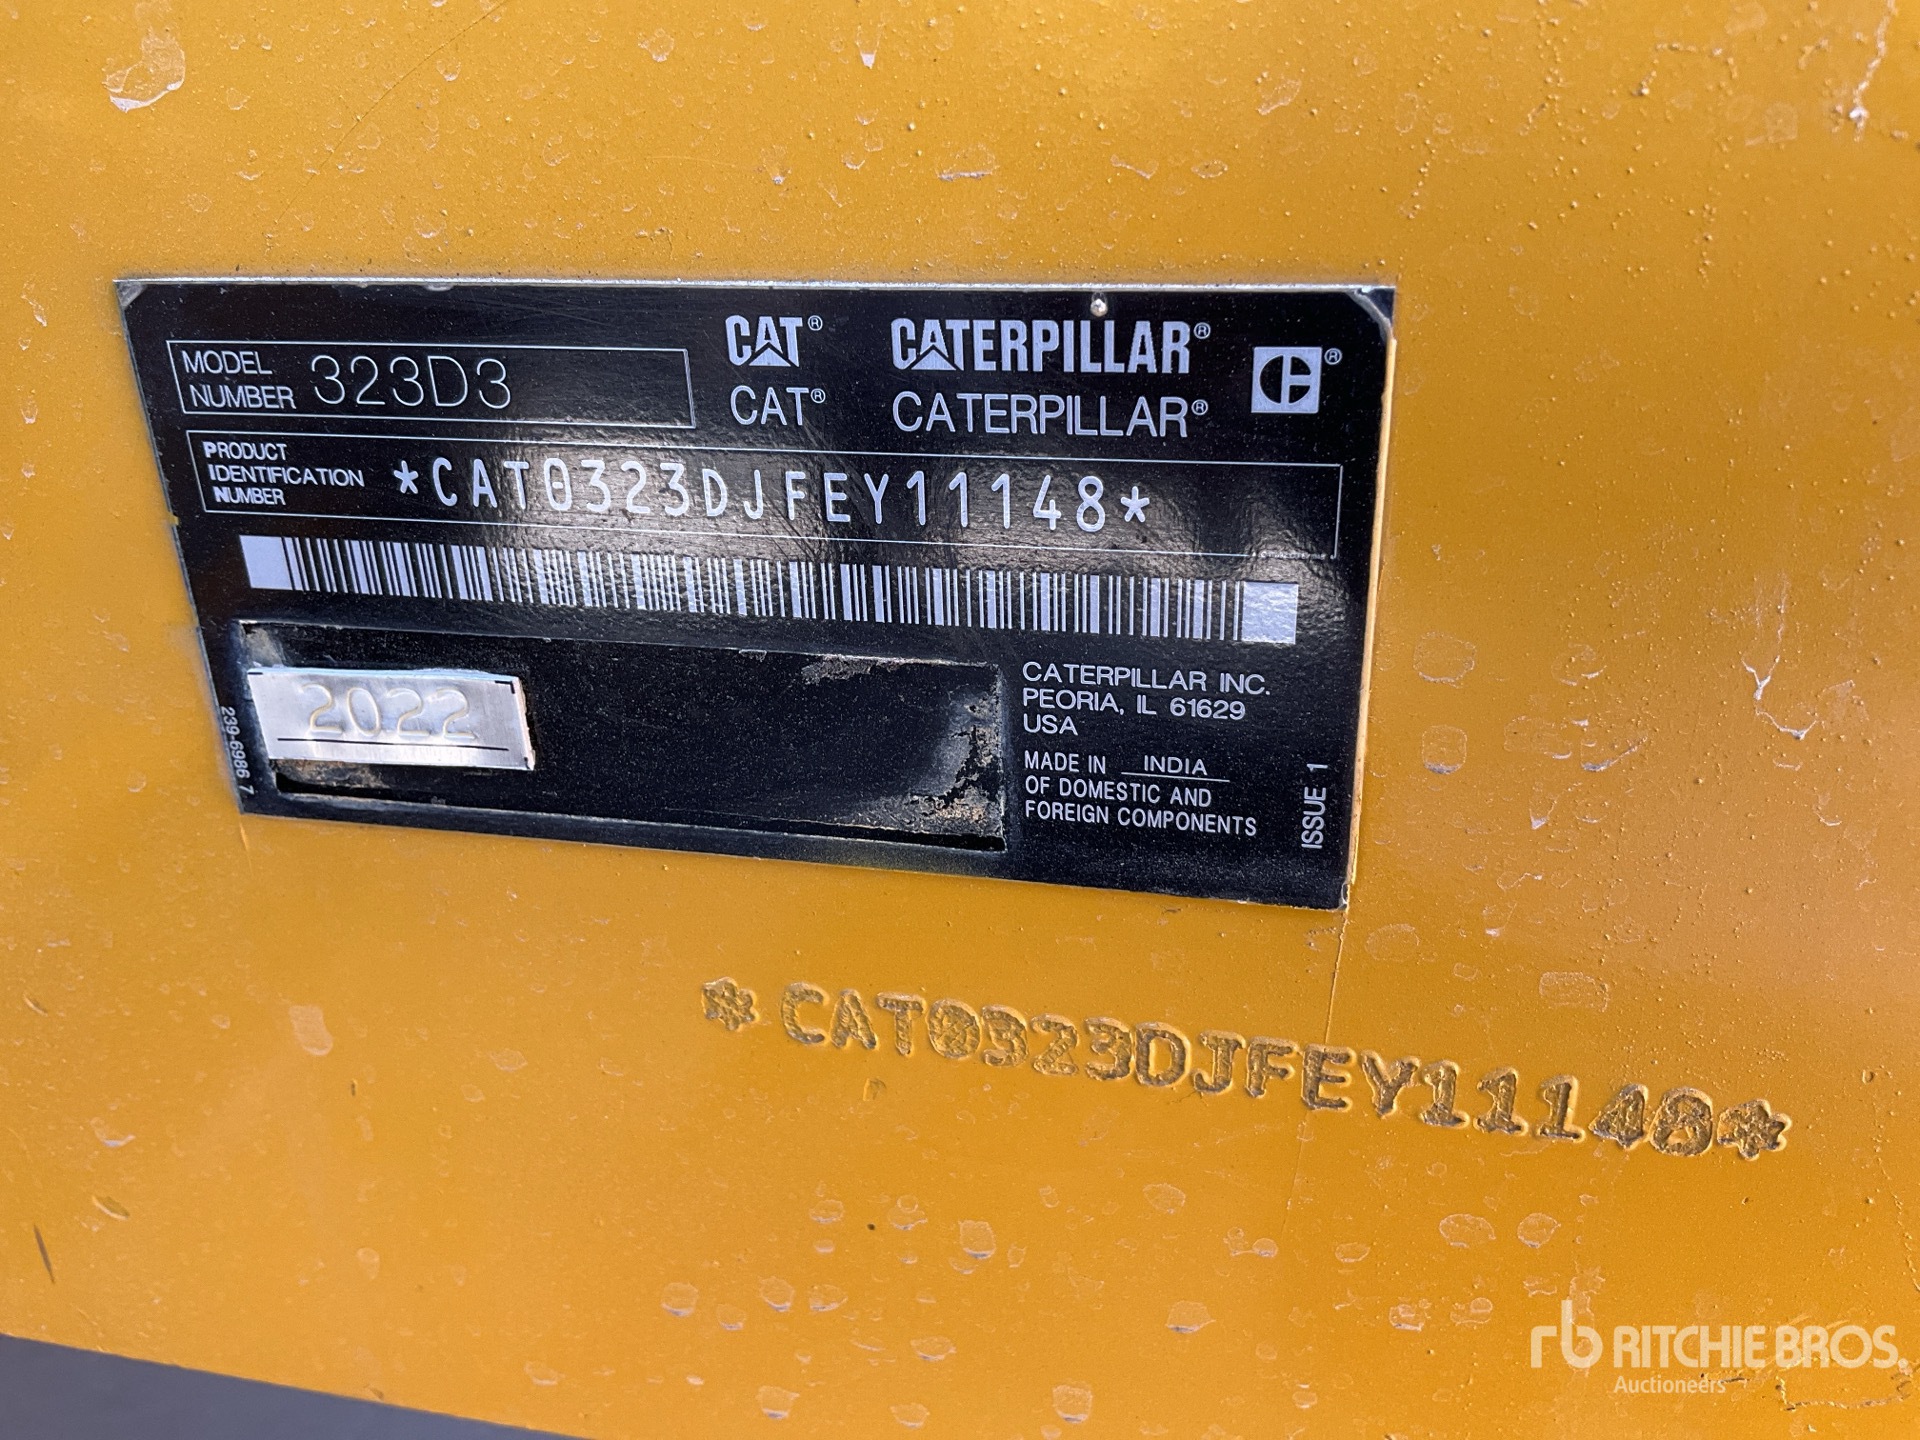 MODEL NUMBER 323D3
CAT® CATERPILLAR®
CAT® CATERPILLAR®
PRODUCT IDENTIFICATION NUMBER *CAT0323DJFEY11148*
2022
239-6986 7
CATERPILLAR INC.
PEORIA, IL 61629
USA
MADE IN INDIA
OF DOMESTIC AND
FOREIGN COMPONENTS
ISSUE 1
*CAT0323DJFEY11148*
rb RITCHIE BROS.
Auctioneers